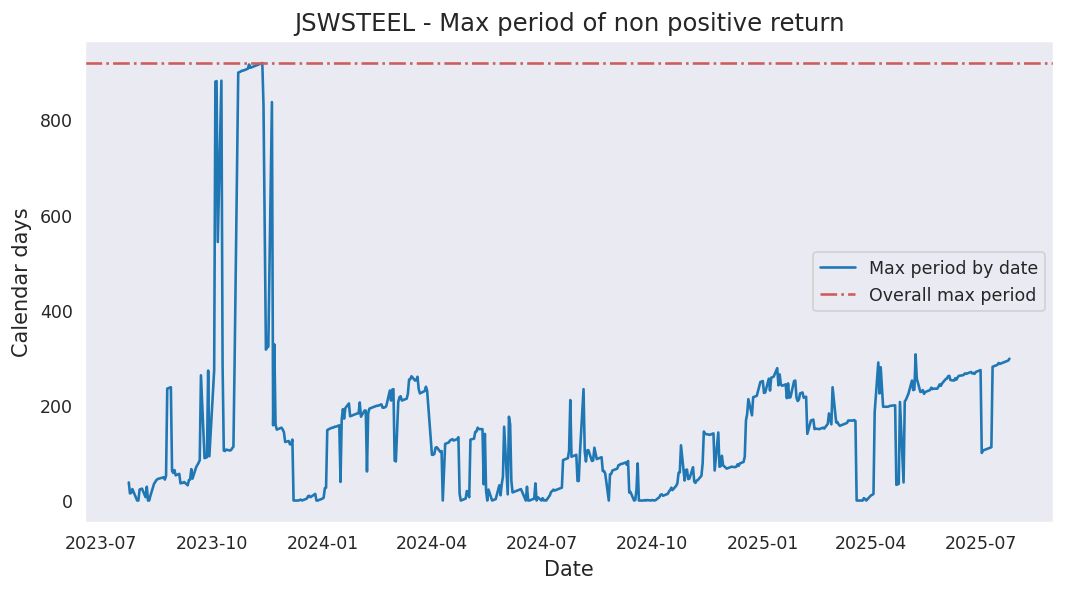 JSWSTEEL - Max period of non positive return
Calendar days
800
600
400
200
0
Max period by date
Overall max period
2023-07 2023-10 2024-01 2024-04 2024-07 2024-10 2025-01 2025-04 2025-07
Date